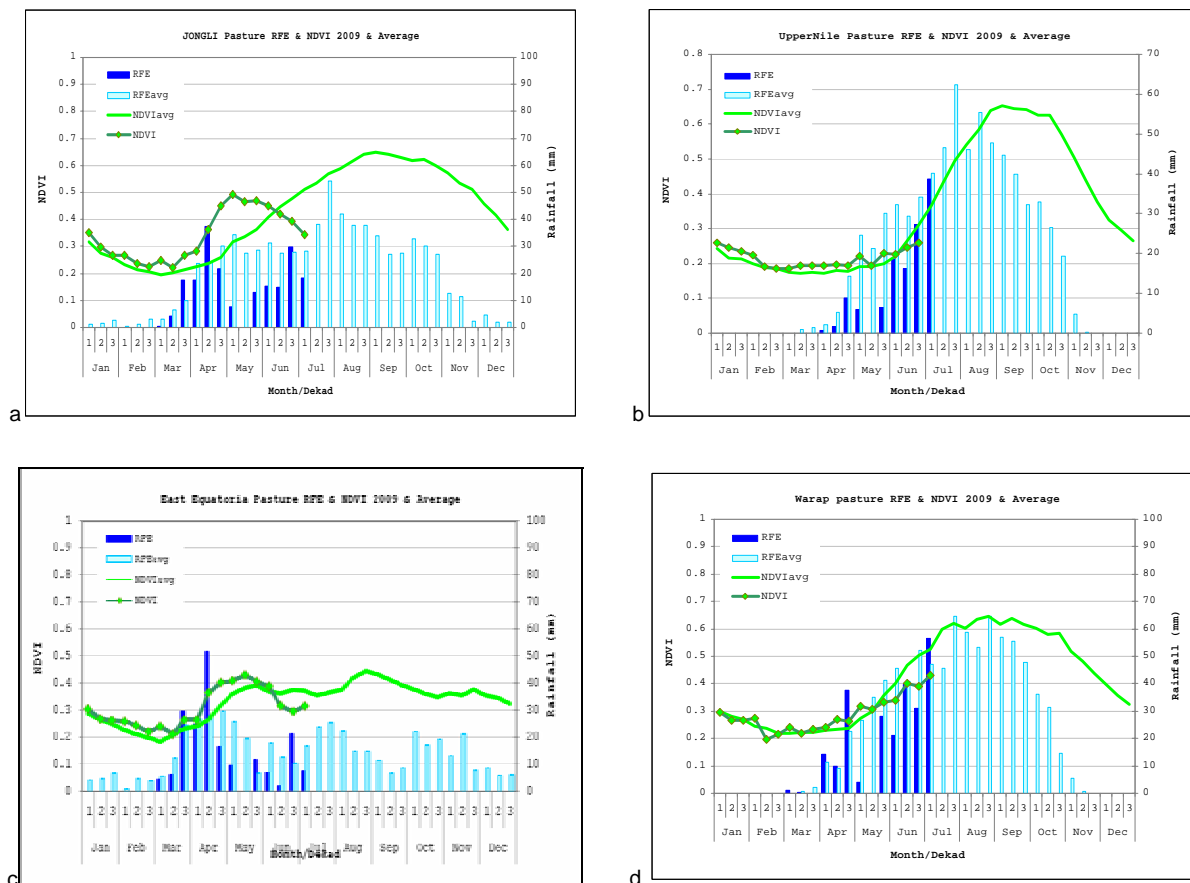 JONGLI Pasture RFE & NDVI 2009 & Average
1
0.9
0.8
0.7
0.6
0.5
0.4
0.3
0.2
0.1
0
NDVI
100
90
80
70
60
50
40
30
20
10
0
Rainfall (mm)
RFE
RFEavg
NDVIavg
NDVI
1 2 3 1 2 3 1 2 3 1 2 3 1 2 3 1 2 3 1 2 3 1 2 3 1 2 3 1 2 3 1 2 3 1 2 3
Jan Feb Mar Apr May Jun Jul Aug Sep Oct Nov Dec
Month/Dekad
a
UpperNile Pasture RFE & NDVI 2009 & Average
0.8
0.7
0.6
0.5
0.4
0.3
0.2
0.1
0
NDVI
70
60
50
40
30
20
10
0
Rainfall (mm)
RFE
RFEavg
NDVIavg
NDVI
1 2 3 1 2 3 1 2 3 1 2 3 1 2 3 1 2 3 1 2 3 1 2 3 1 2 3 1 2 3 1 2 3 1 2 3
Jan Feb Mar Apr May Jun Jul Aug Sep Oct Nov Dec
Month/Dekad
b
East Equatoria Pasture RFE & NDVI 2009 & Average
1
0.9
0.8
0.7
0.6
0.5
0.4
0.3
0.2
0.1
0
NDVI
100
90
80
70
60
50
40
30
20
10
0
Rainfall (mm)
RFE
RFEavg
NDVIavg
NDVI
1 2 3 1 2 3 1 2 3 1 2 3 1 2 3 1 2 3 1 2 3 1 2 3 1 2 3 1 2 3 1 2 3 1 2 3
Jan Feb Mar Apr May Jun Jul Aug Sep Oct Nov Dec
Month/Dekad
c
Warap pasture RFE & NDVI 2009 & Average
1
0.9
0.8
0.7
0.6
0.5
0.4
0.3
0.2
0.1
0
NDVI
100
90
80
70
60
50
40
30
20
10
0
Rainfall (mm)
RFE
RFEavg
NDVIavg
NDVI
1 2 3 1 2 3 1 2 3 1 2 3 1 2 3 1 2 3 1 2 3 1 2 3 1 2 3 1 2 3 1 2 3 1 2 3
Jan Feb Mar Apr May Jun Jul Aug Sep Oct Nov Dec
Month/Dekad
d